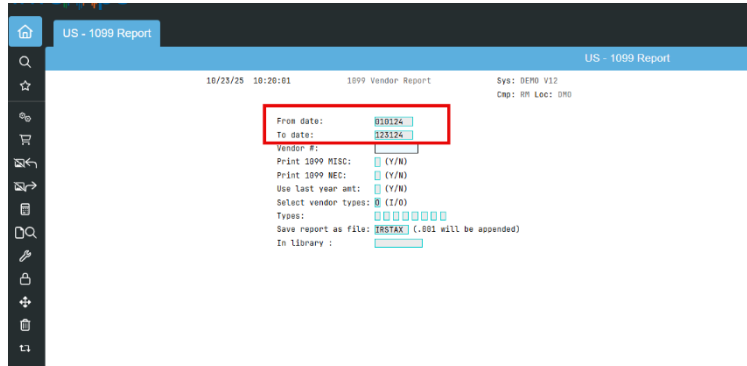 US - 1099 Report
US - 1099 Report
10/23/25 10:20:01 1099 Vendor Report Sys: DEMO V12
Cmp: RM Loc: DMO
From date: 010124
To date: 123124
Vendor #:
Print 1099 MISC: (Y/N)
Print 1099 NEC: (Y/N)
Use last year amt: (Y/N)
Select vendor types: O (I/O)
Types:
Save report as file: IRSTAX (.001 will be appended)
In library :